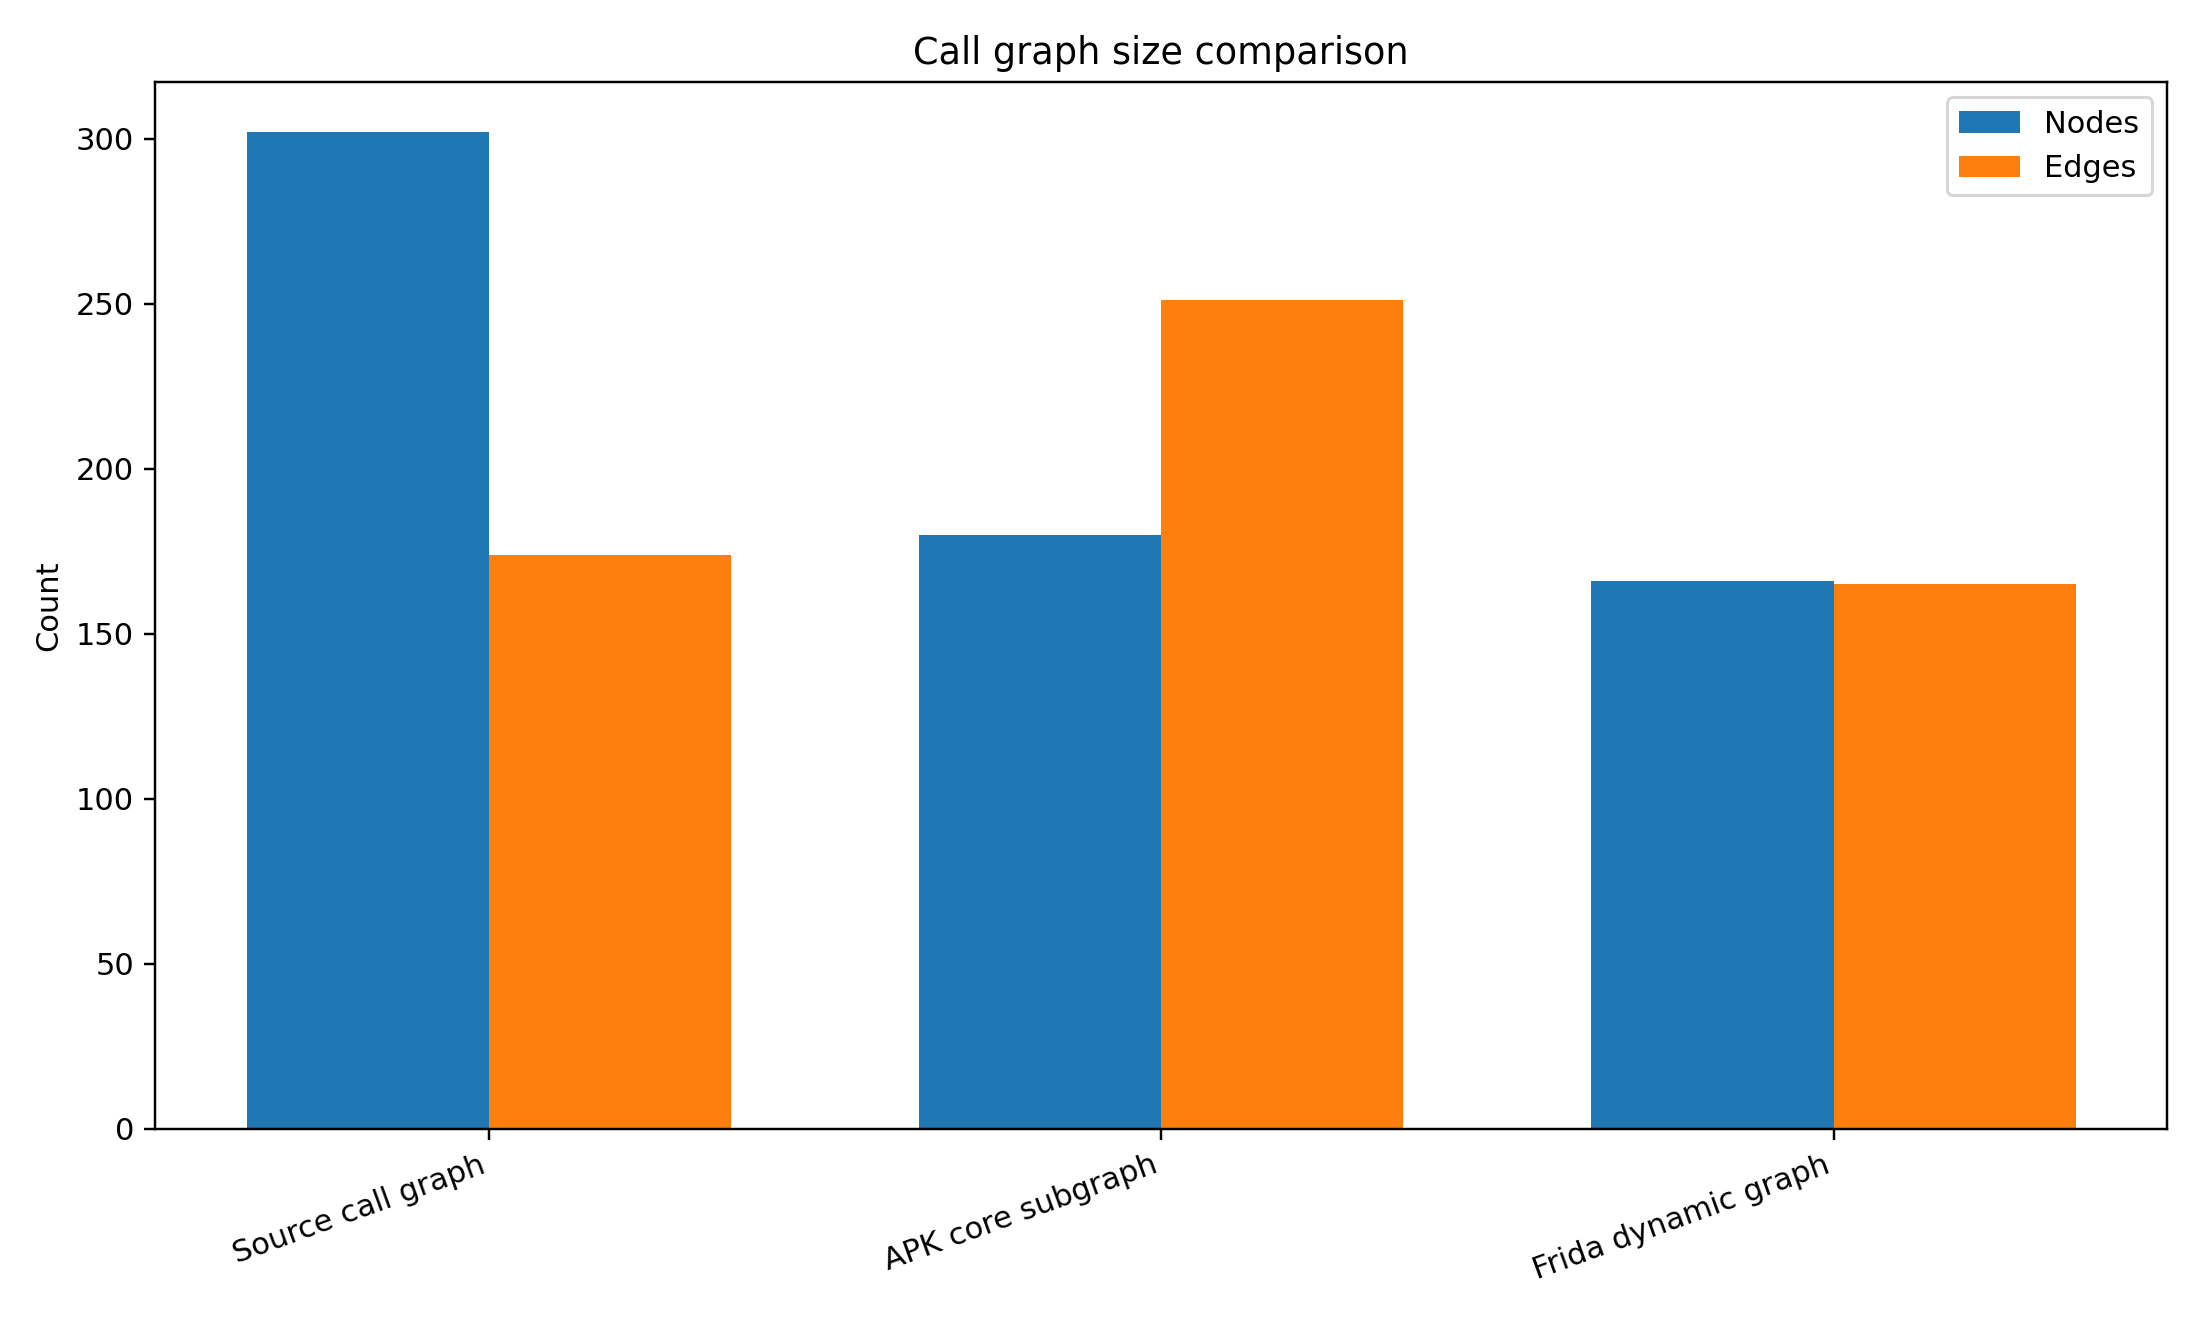 Call graph size comparison
Nodes
Edges
Count
300
250
200
150
100
50
0
Source call graph
APK core subgraph
Frida dynamic graph